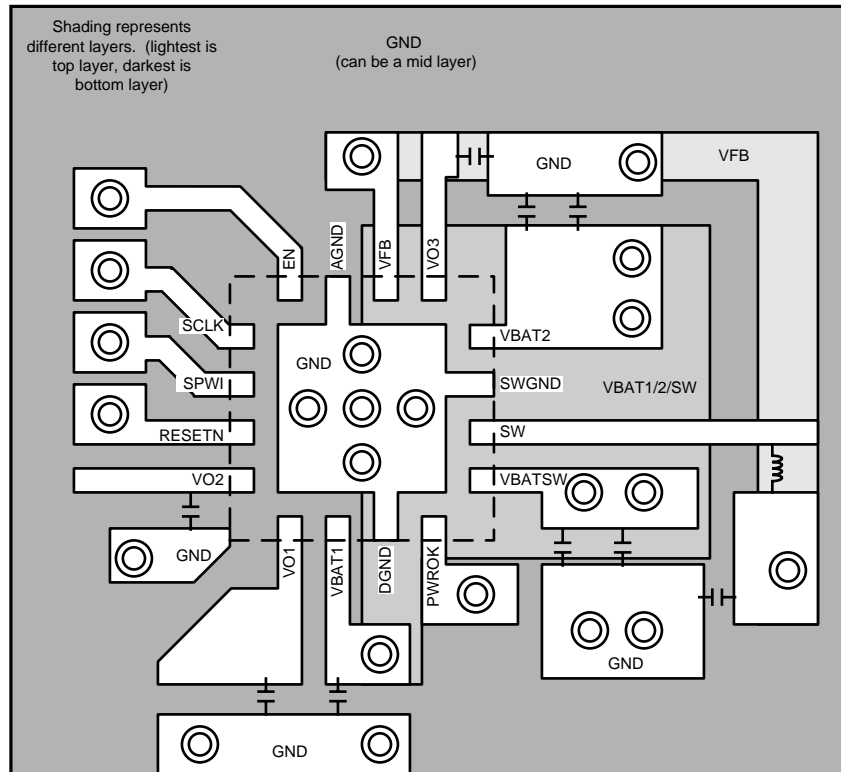 Shading represents
different layers. (lightest is
top layer, darkest is
bottom layer)
GND
(can be a mid layer)
GND
VFB
EN
AGND
VFB
VO3
SCLK
VBAT2
GND
SPWI
SWGND
VBAT1/2/SW
RESETN
SW
VO2
VBATSW
GND
VO1
VBAT1
DGND
PWROK
GND
GND